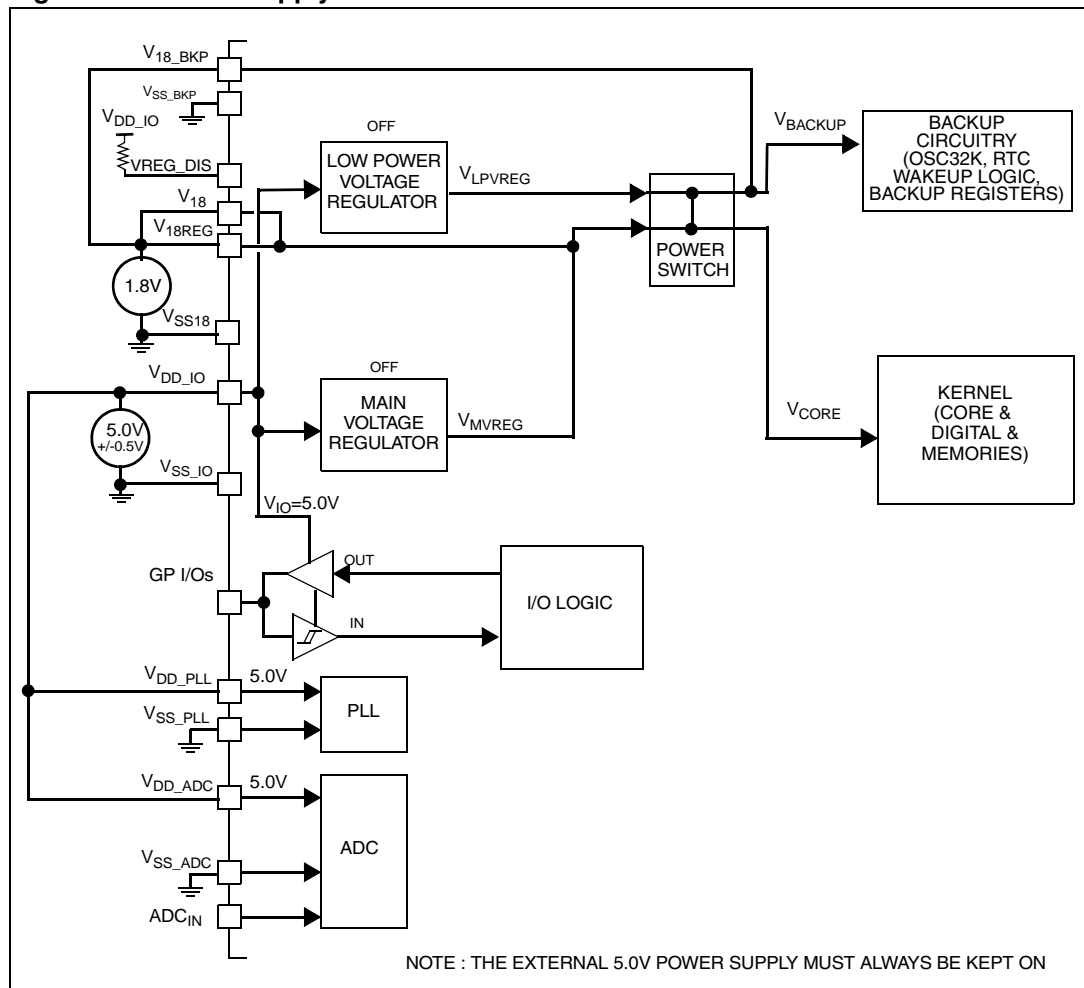 V18_BKP
VSS_BKP
VDD_IO
VREG_DIS
V18
V18REG
1.8V
VSS18
VDD_IO
5.0V
+/-0.5V
VSS_IO
OFF
LOW POWER
VOLTAGE
REGULATOR
VLPVREG
OFF
MAIN
VOLTAGE
REGULATOR
VMVREG
POWER
SWITCH
VBACKUP
BACKUP
CIRCUITRY
(OSC32K, RTC
WAKEUP LOGIC,
BACKUP REGISTERS)
VCORE
KERNEL
(CORE &
DIGITAL &
MEMORIES)
VIO=5.0V
GP I/Os
OUT
IN
I/O LOGIC
VDD_PLL
5.0V
VSS_PLL
PLL
VDD_ADC
5.0V
VSS_ADC
ADCIN
ADC
NOTE : THE EXTERNAL 5.0V POWER SUPPLY MUST ALWAYS BE KEPT ON